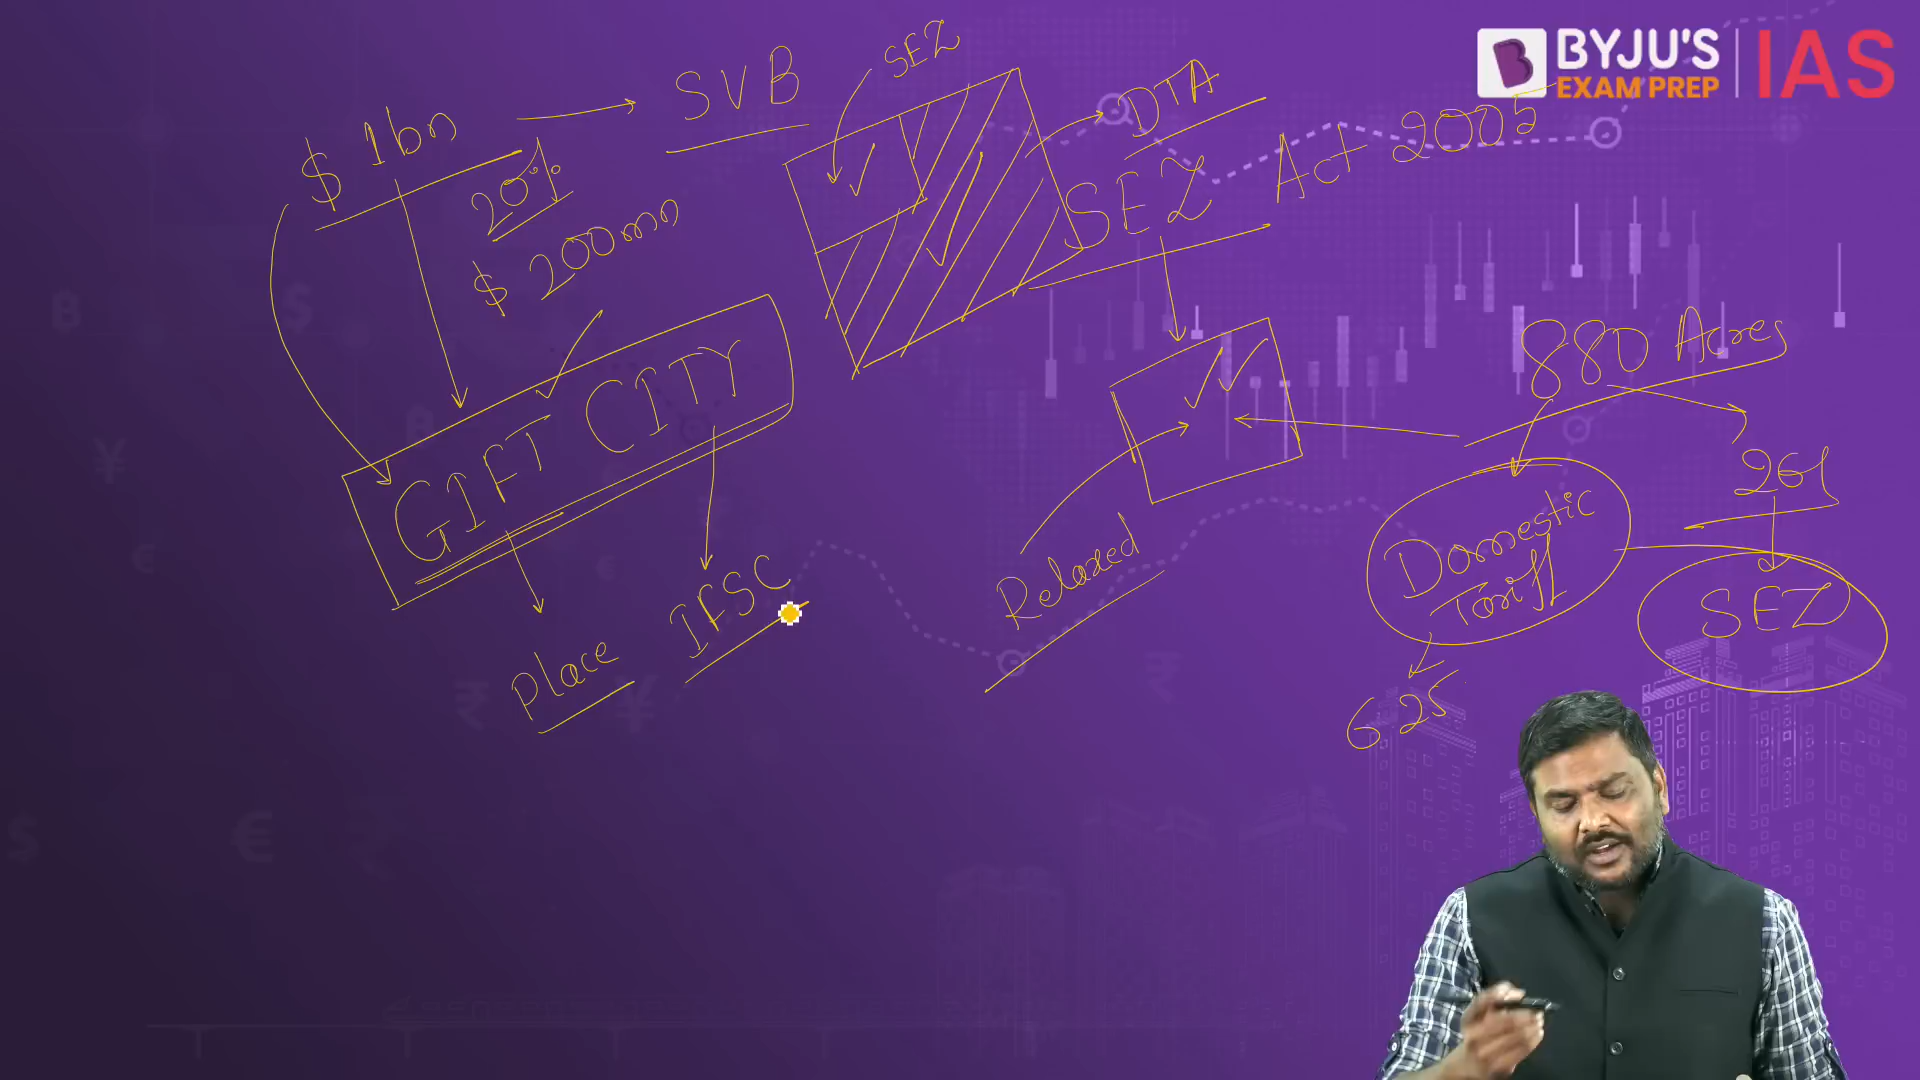 BYJU'S
EXAM PREP
IAS
SEZ
$ 1bn
SVB
DTA
20%
$ 200mn
SEZ Act 2005
GIFT CITY
880 Acres
261
Domestic
Tariff
SEZ
Place
IFSC
Relaxed
625